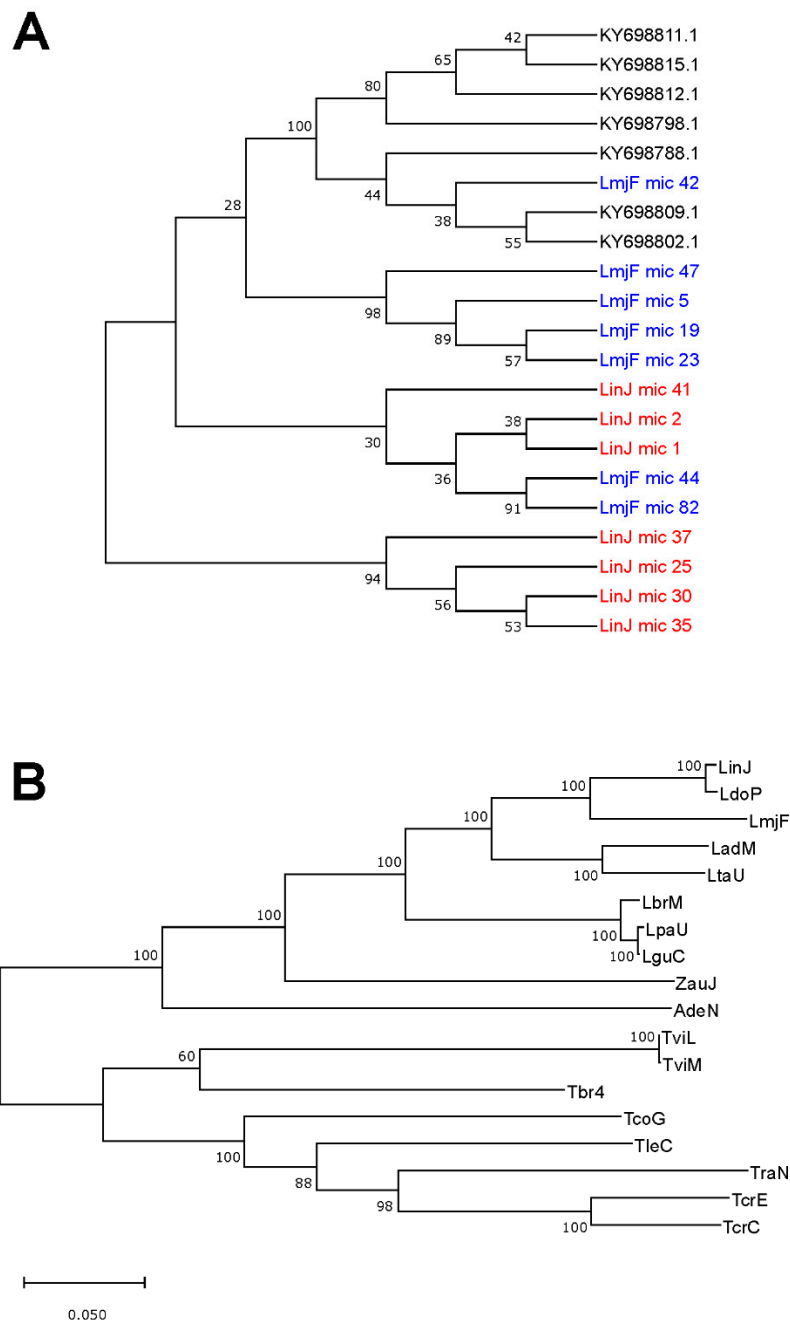 A
KY698811.1
42
KY698815.1
65
KY698812.1
80
KY698798.1
100
KY698788.1
44
LmjF mic 42
38
KY698809.1
55
KY698802.1
28
LmjF mic 47
98
LmjF mic 5
89
LmjF mic 19
57
LmjF mic 23
LinJ mic 41
30
38
LinJ mic 2
LinJ mic 1
36
LmjF mic 44
91
LmjF mic 82
LinJ mic 37
94
LinJ mic 25
56
LinJ mic 30
53
LinJ mic 35
B
100
LinJ
LdoP
100
LmjF
100
LadM
100
LtaU
100
LbrM
100
LpaU
100
LguC
100
ZauJ
100
AdeN
100
TviL
TviM
60
Tbr4
TcoG
100
TleC
88
TraN
98
TcrE
100
TcrC
0.050